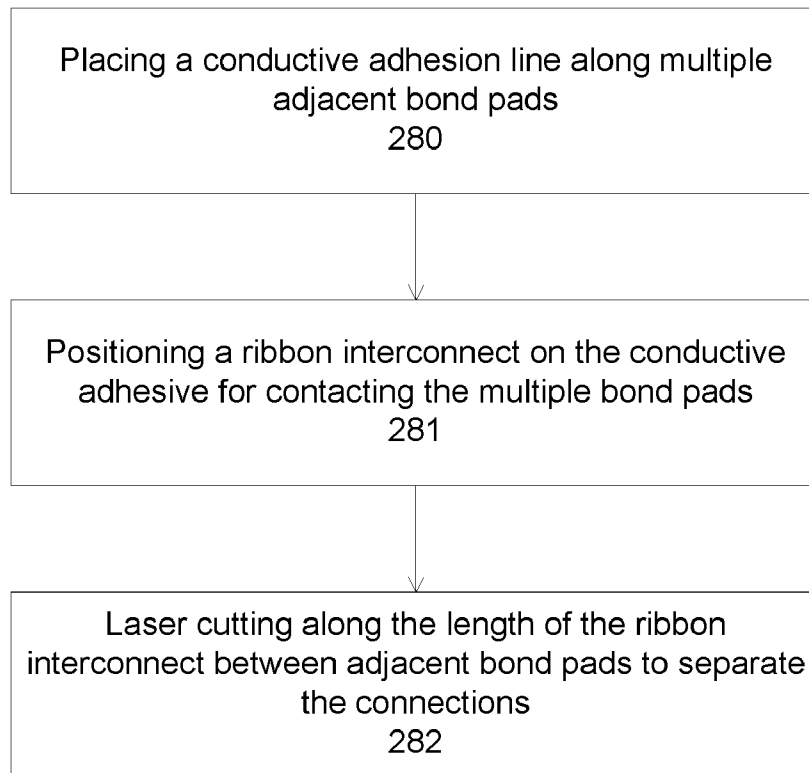 Placing a conductive adhesion line along multiple
adjacent bond pads
280
Positioning a ribbon interconnect on the conductive
adhesive for contacting the multiple bond pads
281
Laser cutting along the length of the ribbon
interconnect between adjacent bond pads to separate
the connections
282